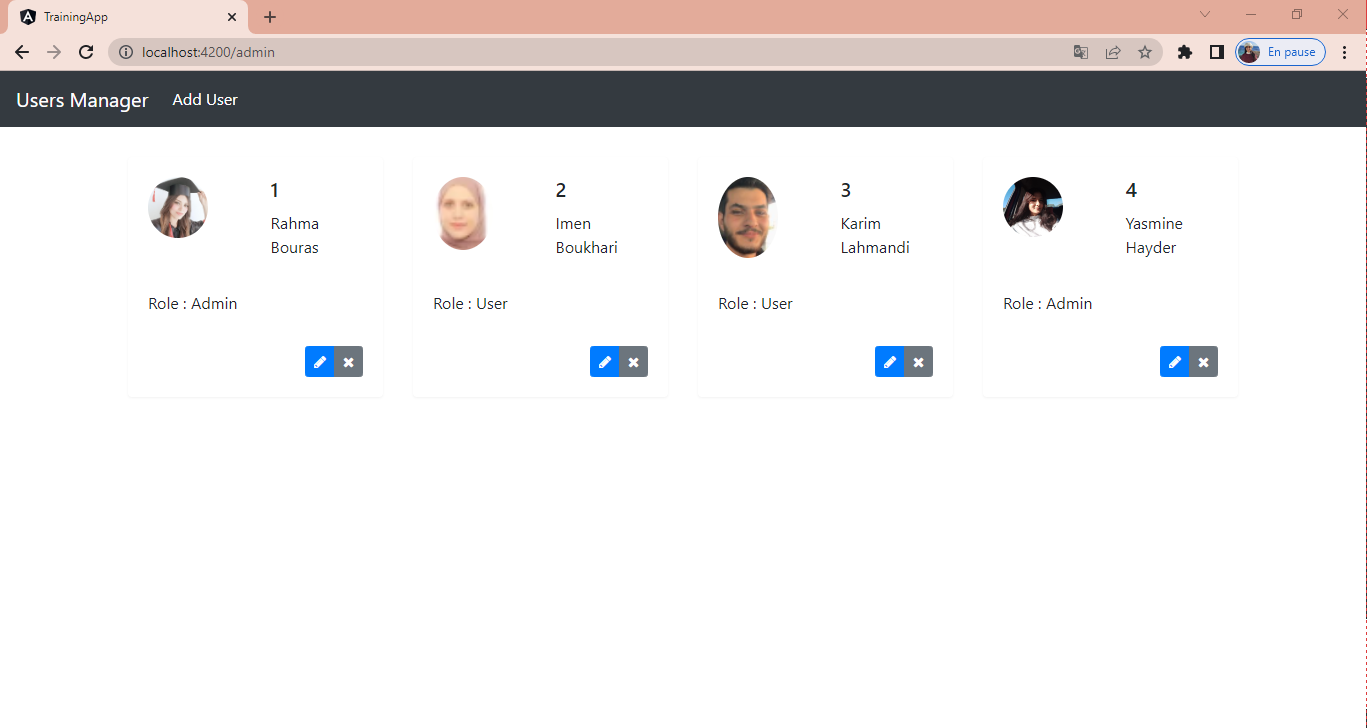 TrainingApp
localhost:4200/admin
En pause
Users Manager
Add User
1
Rahma
Bouras
Role : Admin
2
Imen
Boukhari
Role : User
3
Karim
Lahmandi
Role : User
4
Yasmine
Hayder
Role : Admin